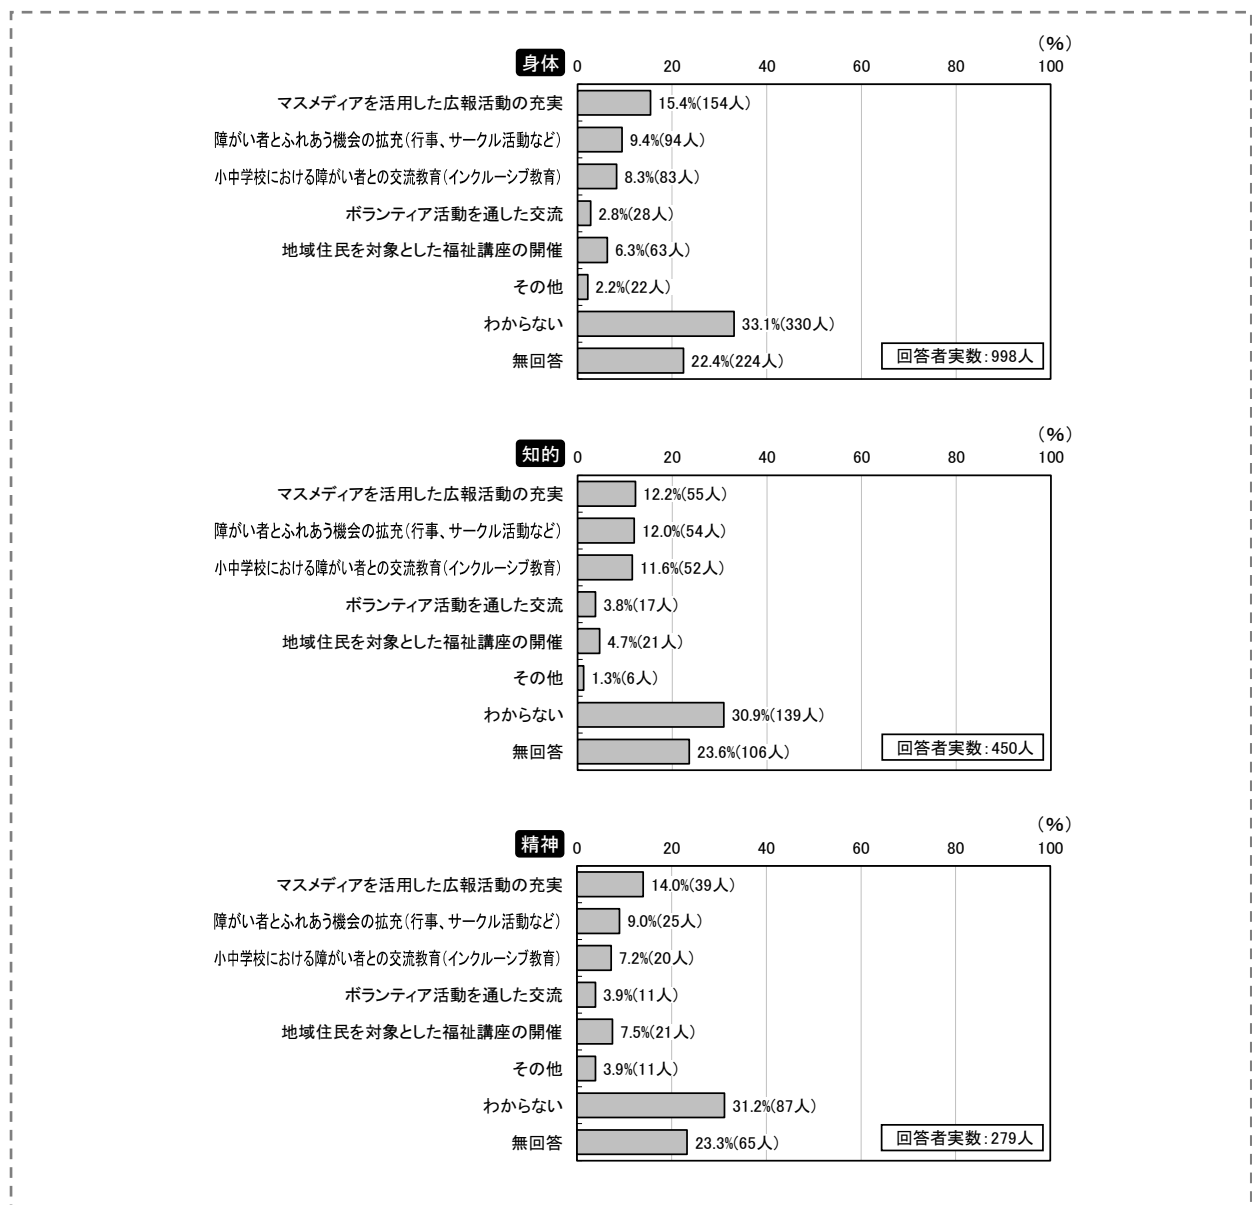 （%）
身体 0 20 40 60 80 100
マスメディアを活用した広報活動の充実 15.4%(154人)
障がい者とふれあう機会の拡充(行事、サークル活動など) 9.4%(94人)
小中学校における障がい者との交流教育(インクルーシブ教育) 8.3%(83人)
ボランティア活動を通した交流 2.8%(28人)
地域住民を対象とした福祉講座の開催 6.3%(63人)
その他 2.2%(22人)
わからない 33.1%(330人)
無回答 22.4%(224人)
回答者実数：998人
（%）
知的 0 20 40 60 80 100
マスメディアを活用した広報活動の充実 12.2%(55人)
障がい者とふれあう機会の拡充(行事、サークル活動など) 12.0%(54人)
小中学校における障がい者との交流教育(インクルーシブ教育) 11.6%(52人)
ボランティア活動を通した交流 3.8%(17人)
地域住民を対象とした福祉講座の開催 4.7%(21人)
その他 1.3%(6人)
わからない 30.9%(139人)
無回答 23.6%(106人)
回答者実数：450人
（%）
精神 0 20 40 60 80 100
マスメディアを活用した広報活動の充実 14.0%(39人)
障がい者とふれあう機会の拡充(行事、サークル活動など) 9.0%(25人)
小中学校における障がい者との交流教育(インクルーシブ教育) 7.2%(20人)
ボランティア活動を通した交流 3.9%(11人)
地域住民を対象とした福祉講座の開催 7.5%(21人)
その他 3.9%(11人)
わからない 31.2%(87人)
無回答 23.3%(65人)
回答者実数：279人